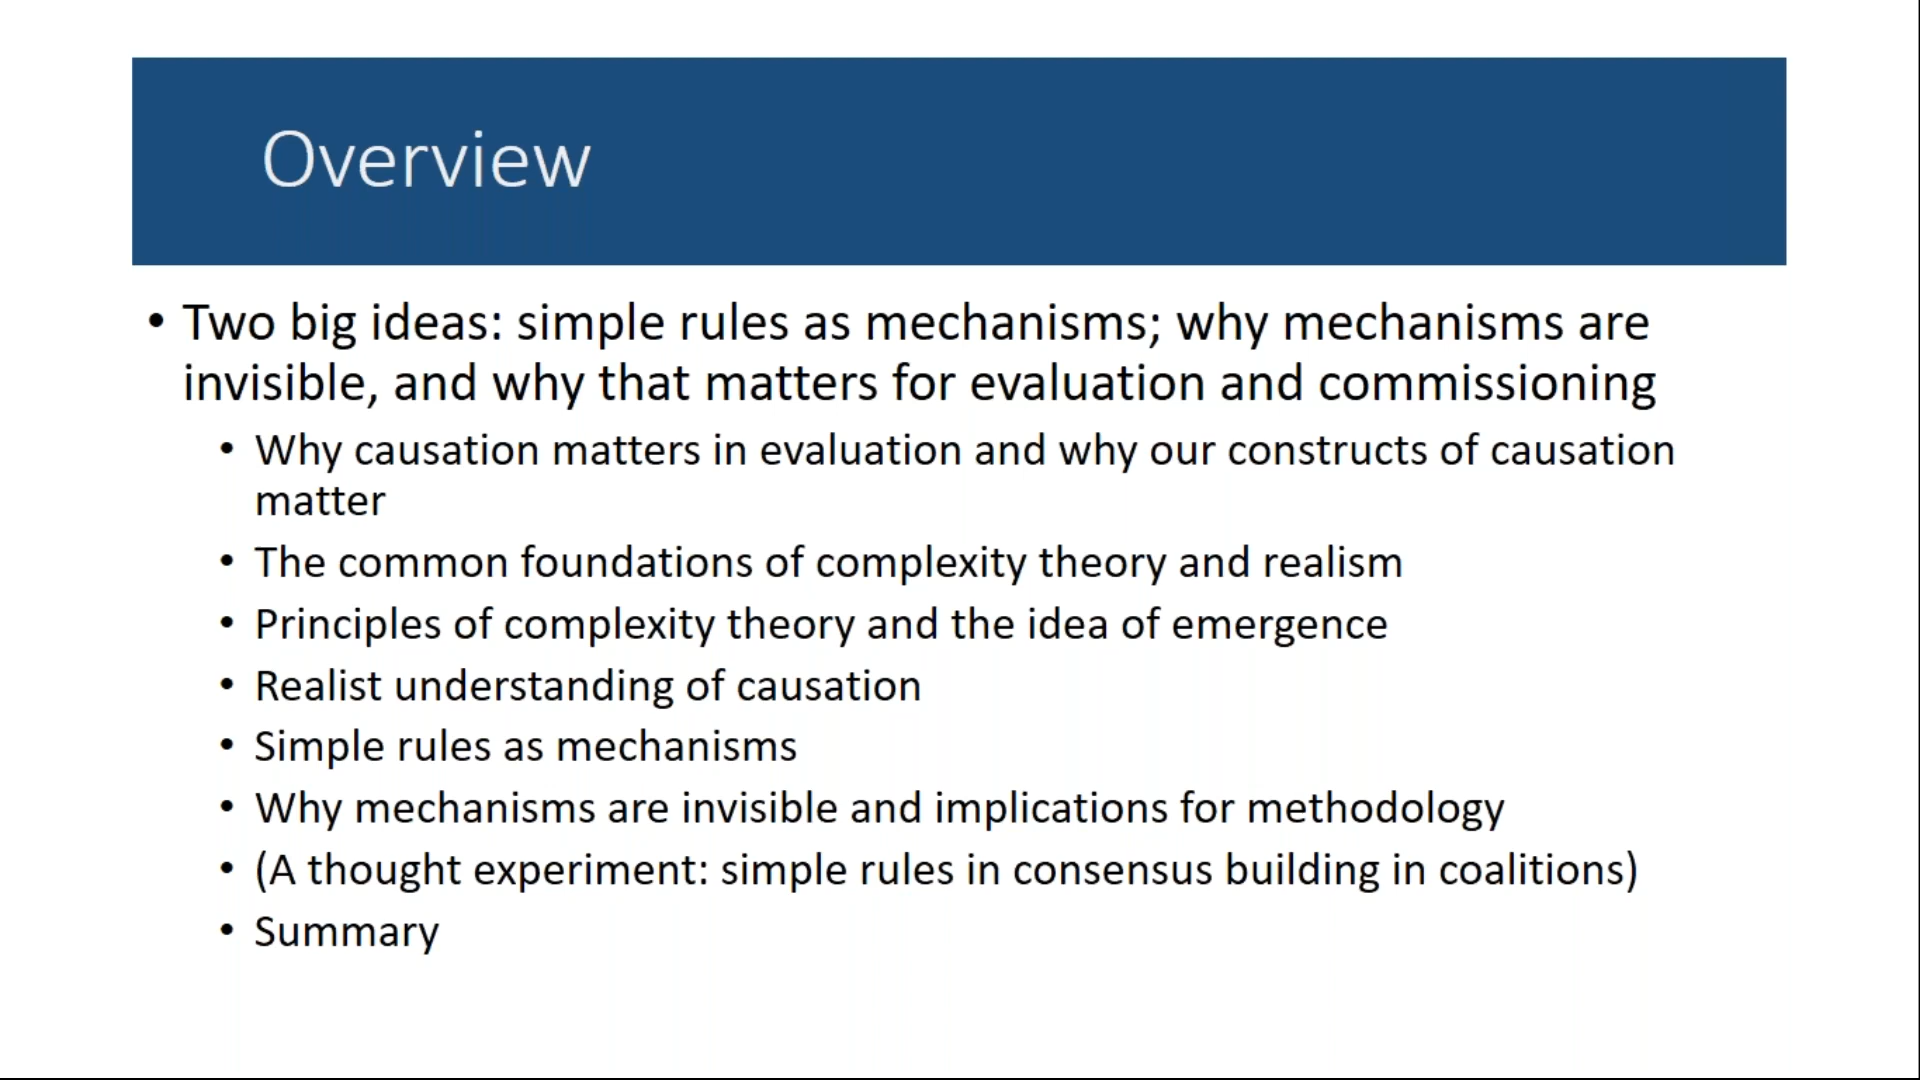 Overview
• Two big ideas: simple rules as mechanisms; why mechanisms are
invisible, and why that matters for evaluation and commissioning
• Why causation matters in evaluation and why our constructs of causation
matter
• The common foundations of complexity theory and realism
• Principles of complexity theory and the idea of emergence
• Realist understanding of causation
• Simple rules as mechanisms
• Why mechanisms are invisible and implications for methodology
• (A thought experiment: simple rules in consensus building in coalitions)
• Summary